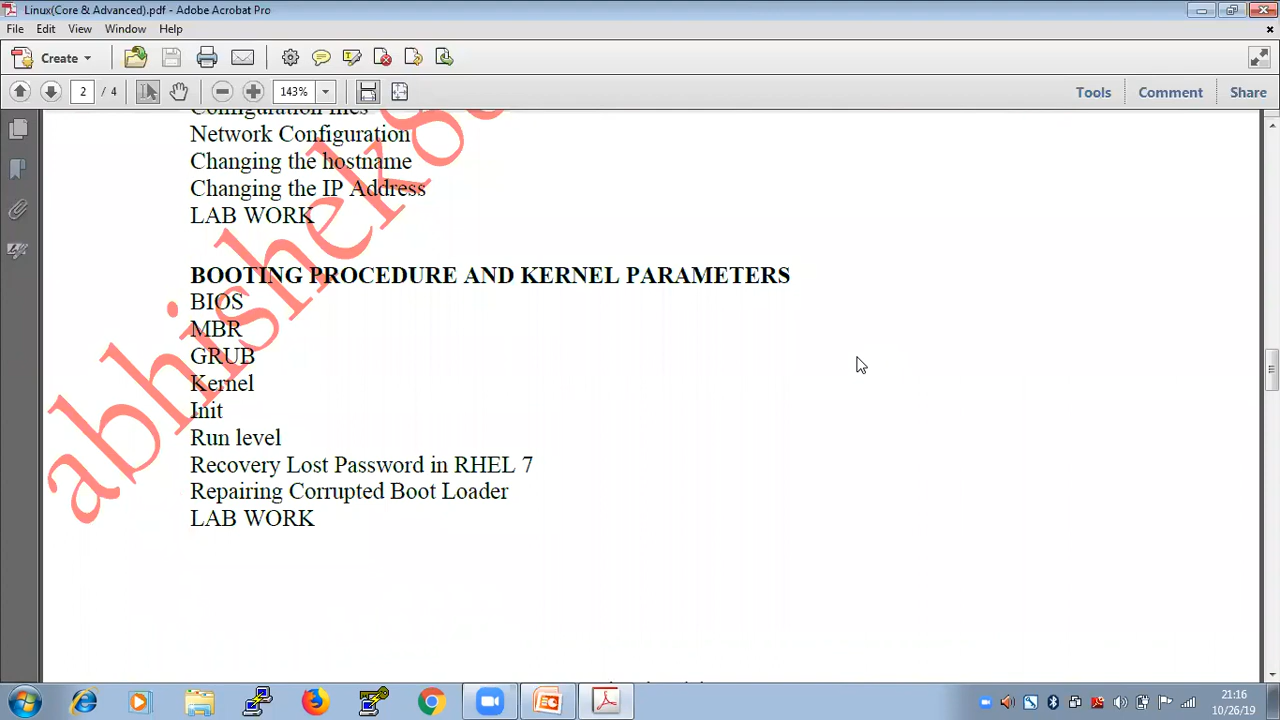 Linux(Core & Advanced).pdf - Adobe Acrobat Pro
File Edit View Window Help
Create
2 / 4 143% Tools Comment Share
Configuration files
Network Configuration
Changing the hostname
Changing the IP Address
LAB WORK
BOOTING PROCEDURE AND KERNEL PARAMETERS
BIOS
MBR
GRUB
Kernel
Init
Run level
Recovery Lost Password in RHEL 7
Repairing Corrupted Boot Loader
LAB WORK
21:16
10/26/19